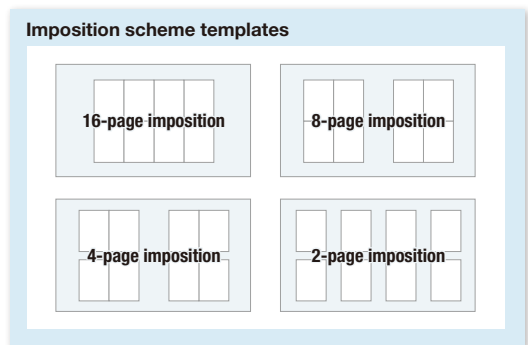 Imposition scheme templates
16-page imposition
8-page imposition
4-page imposition
2-page imposition